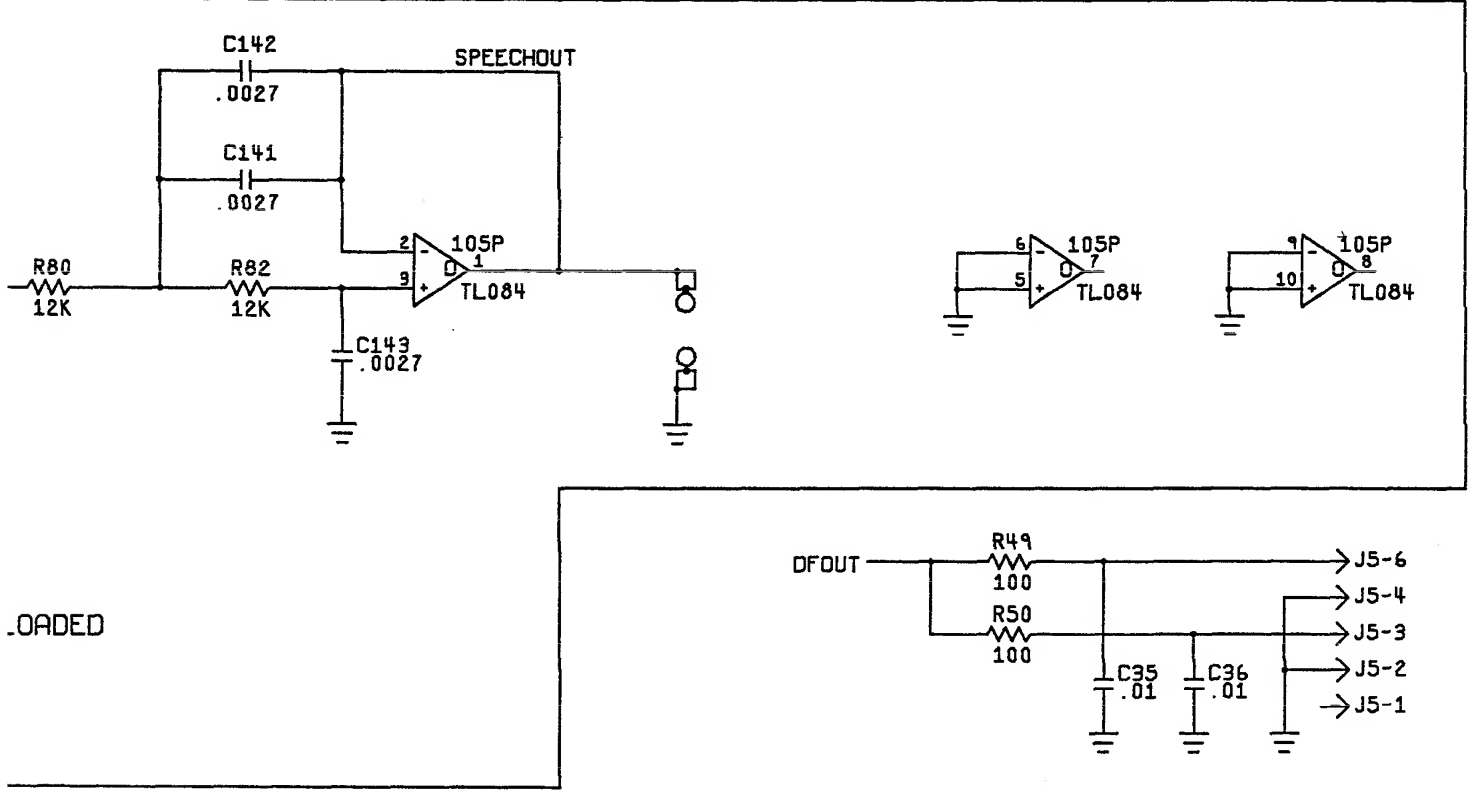 C142
.0027
SPEECHOUT
C141
.0027
R80
12K
R82
12K
2
-
3
+
105P
1
TL084
C143
.0027
6
-
5
+
105P
7
TL084
9
-
10
+
105P
8
TL084
DFOUT
R49
100
R50
100
C35
.01
C36
.01
J5-6
J5-4
J5-3
J5-2
J5-1
OADED